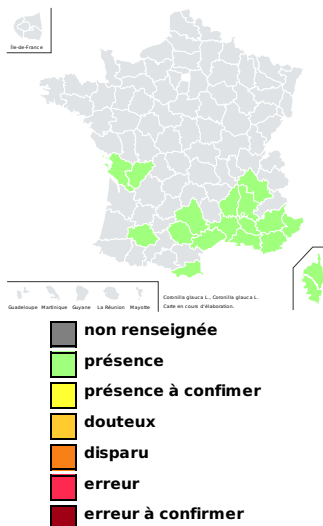 Île-de-France
Guadeloupe Martinique Guyane La Réunion Mayotte
Coronilla glauca L., Coronilla glauca L.
Carte en cours d'élaboration.
non renseignée
présence
présence à confimer
douteux
disparu
erreur
erreur à confirmer